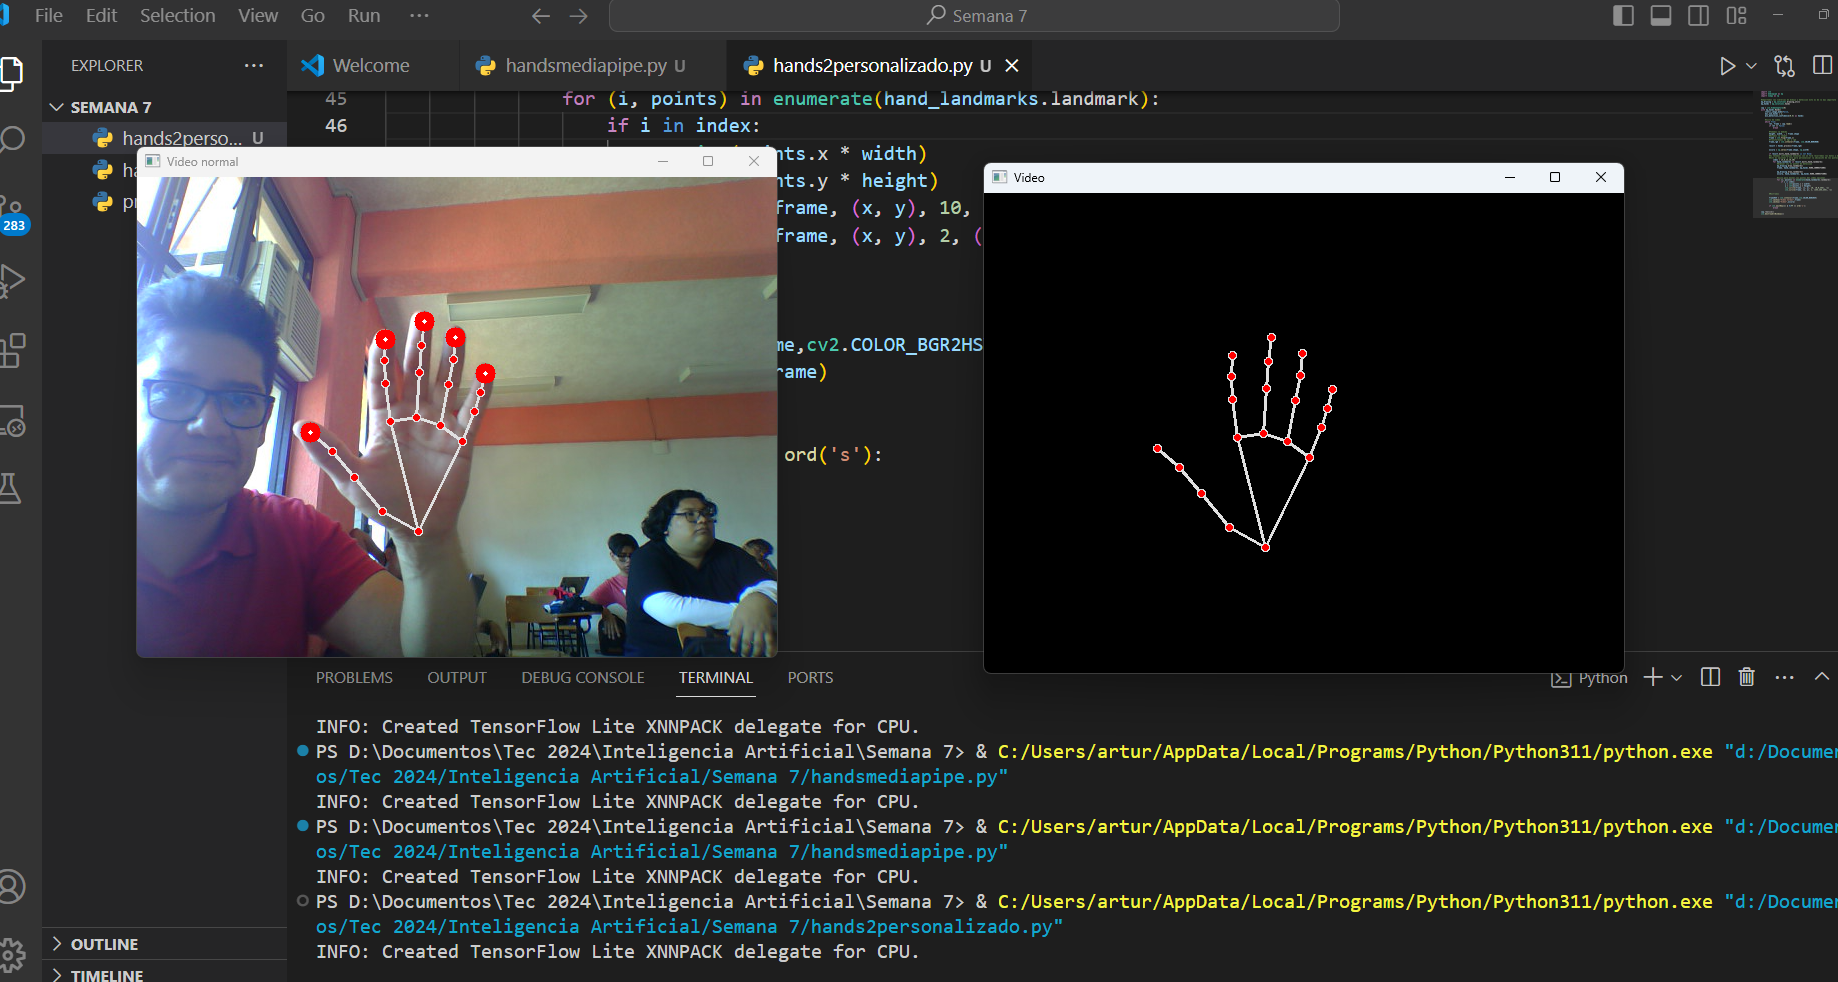 File Edit Selection View Go Run ···
Semana 7
EXPLORER ···
Welcome
handsmediapipe.py U
hands2personalizado.py U
SEMANA 7
hands2perso... U
283
45 for (i, points) in enumerate(hand_landmarks.landmark):
46 if i in index:
nts.x * width)
nts.y * height)
frame, (x, y), 10,
frame, (x, y), 2, (
me,cv2.COLOR_BGR2HS
rame)
ord('s'):
Video normal
Video
PROBLEMS OUTPUT DEBUG CONSOLE TERMINAL PORTS
Python
INFO: Created TensorFlow Lite XNNPACK delegate for CPU.
PS D:\Documentos\Tec 2024\Inteligencia Artificial\Semana 7> & C:/Users/artur/AppData/Local/Programs/Python/Python311/python.exe "d:/Documen
os/Tec 2024/Inteligencia Artificial/Semana 7/handsmediapipe.py"
INFO: Created TensorFlow Lite XNNPACK delegate for CPU.
PS D:\Documentos\Tec 2024\Inteligencia Artificial\Semana 7> & C:/Users/artur/AppData/Local/Programs/Python/Python311/python.exe "d:/Documen
os/Tec 2024/Inteligencia Artificial/Semana 7/handsmediapipe.py"
INFO: Created TensorFlow Lite XNNPACK delegate for CPU.
PS D:\Documentos\Tec 2024\Inteligencia Artificial\Semana 7> & C:/Users/artur/AppData/Local/Programs/Python/Python311/python.exe "d:/Documen
os/Tec 2024/Inteligencia Artificial/Semana 7/hands2personalizado.py"
INFO: Created TensorFlow Lite XNNPACK delegate for CPU.
OUTLINE
TIMELINE